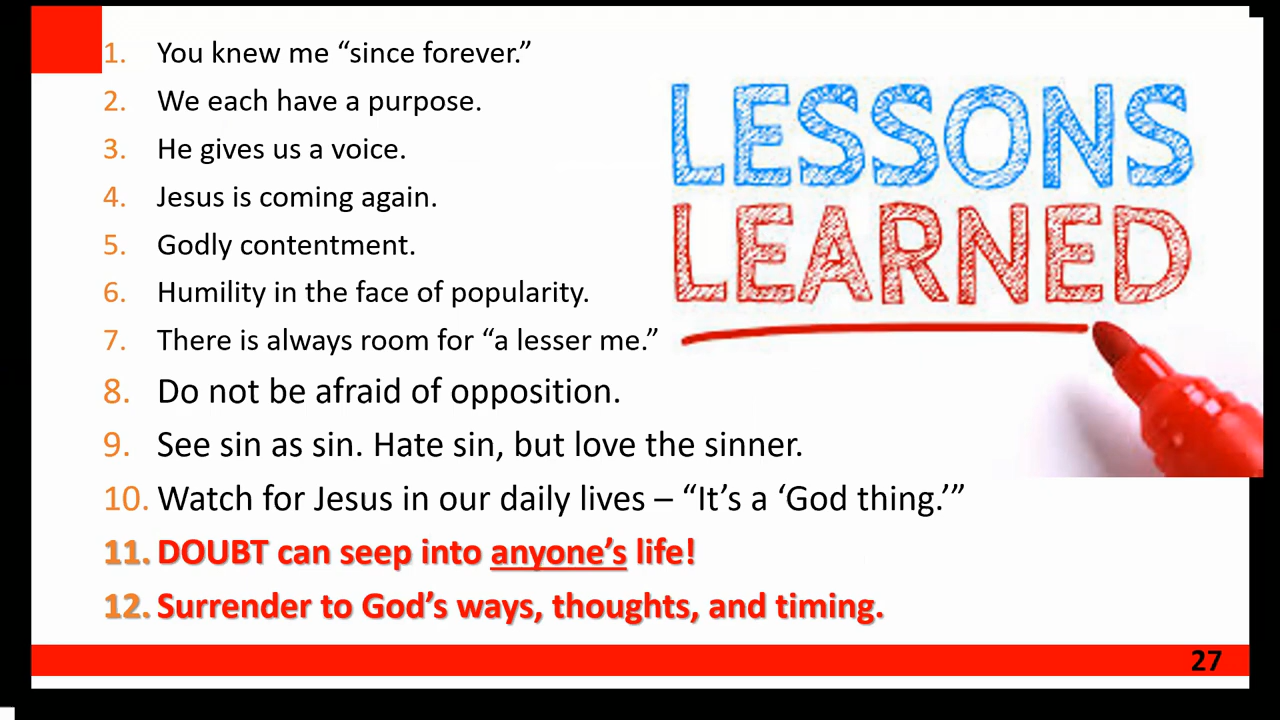 1. You knew me “since forever.”
2. We each have a purpose.
3. He gives us a voice.
4. Jesus is coming again.
5. Godly contentment.
6. Humility in the face of popularity.
7. There is always room for “a lesser me.”
8. Do not be afraid of opposition.
9. See sin as sin. Hate sin, but love the sinner.
10. Watch for Jesus in our daily lives – “It’s a ‘God thing.’”
11. DOUBT can seep into anyone’s life!
12. Surrender to God’s ways, thoughts, and timing.
LESSONS
LEARNED
27